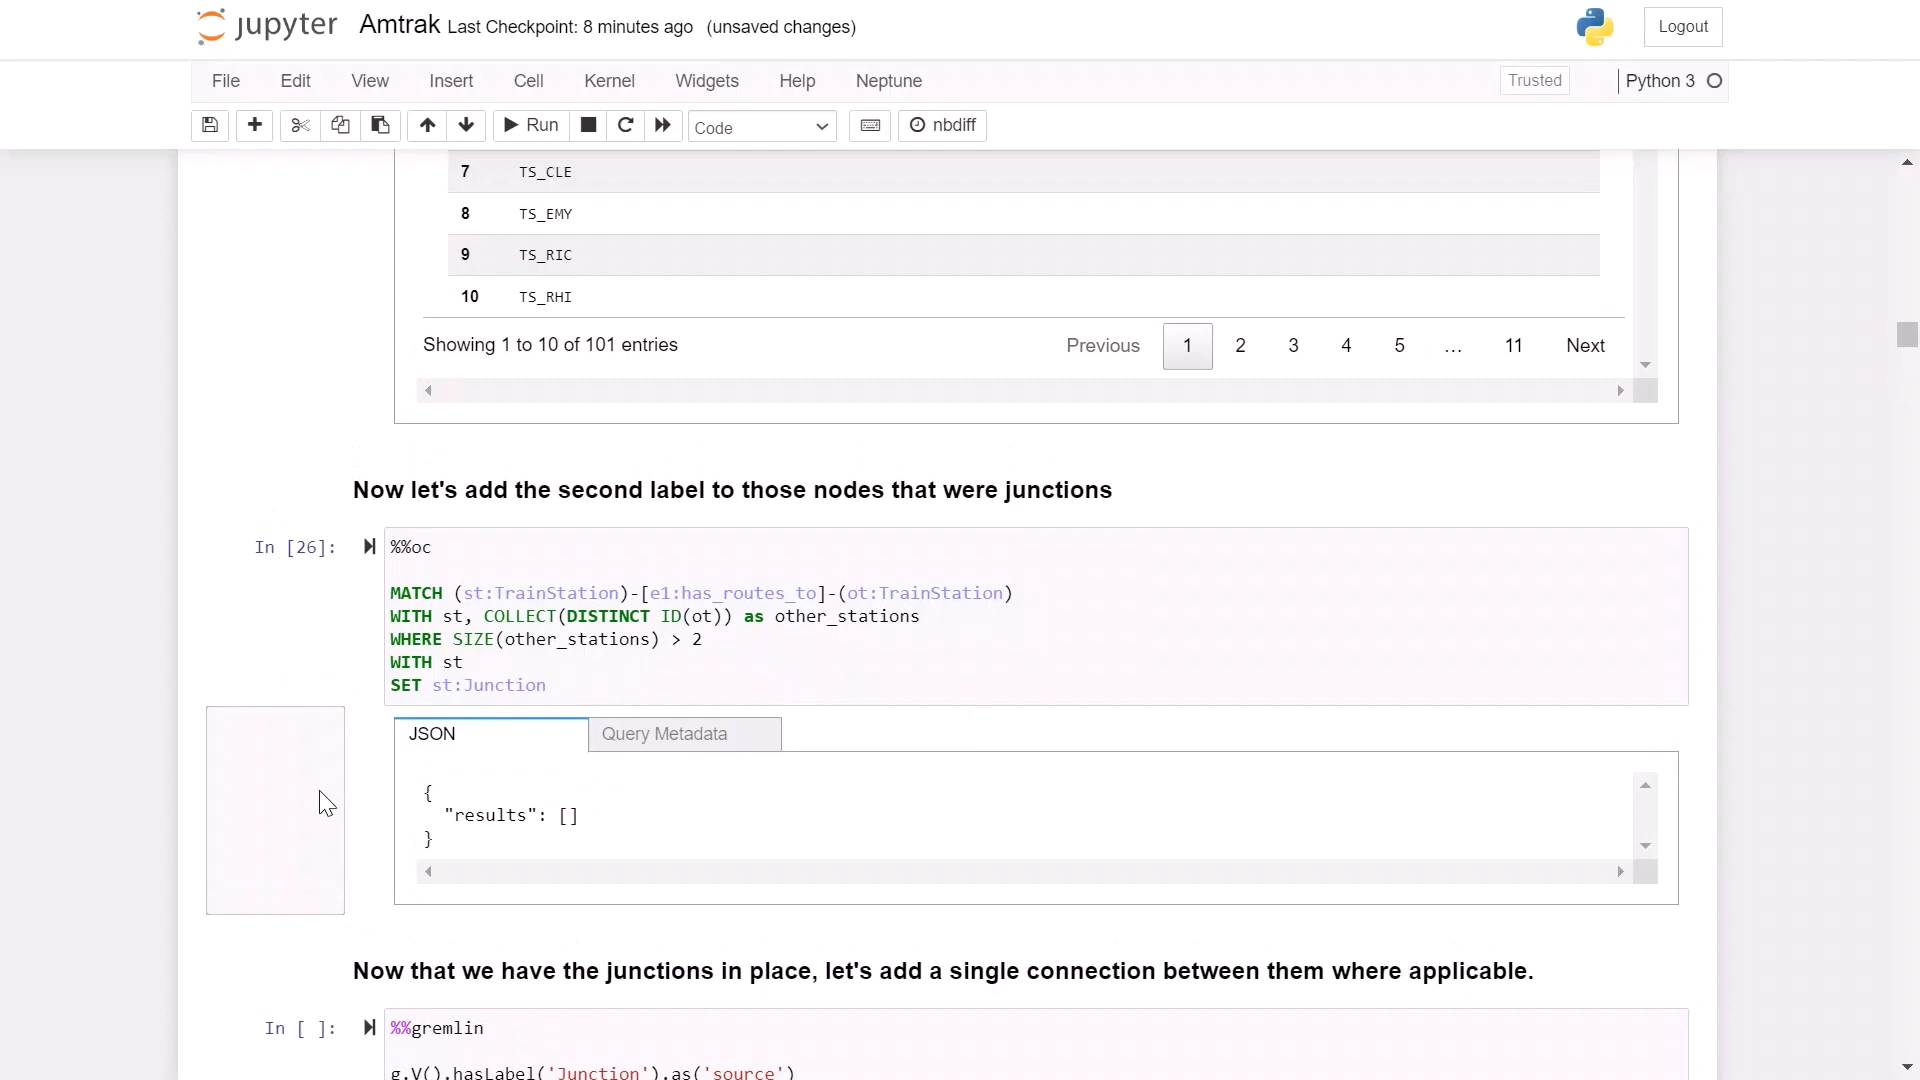 jupyter Amtrak Last Checkpoint: 8 minutes ago (unsaved changes) Logout
File Edit View Insert Cell Kernel Widgets Help Neptune Trusted Python 3
Run Code nbdiff
7 TS_CLE
8 TS_EMY
9 TS_RIC
10 TS_RHI
Showing 1 to 10 of 101 entries Previous 1 2 3 4 5 ... 11 Next
Now let's add the second label to those nodes that were junctions
In [26]: %%oc
MATCH (st:TrainStation)-[e1:has_routes_to]-(ot:TrainStation)
WITH st, COLLECT(DISTINCT ID(ot)) as other_stations
WHERE SIZE(other_stations) > 2
WITH st
SET st:Junction
JSON Query Metadata
{
"results": []
}
Now that we have the junctions in place, let's add a single connection between them where applicable.
In [ ]: %%gremlin
g.V().hasLabel('Junction').as('source')